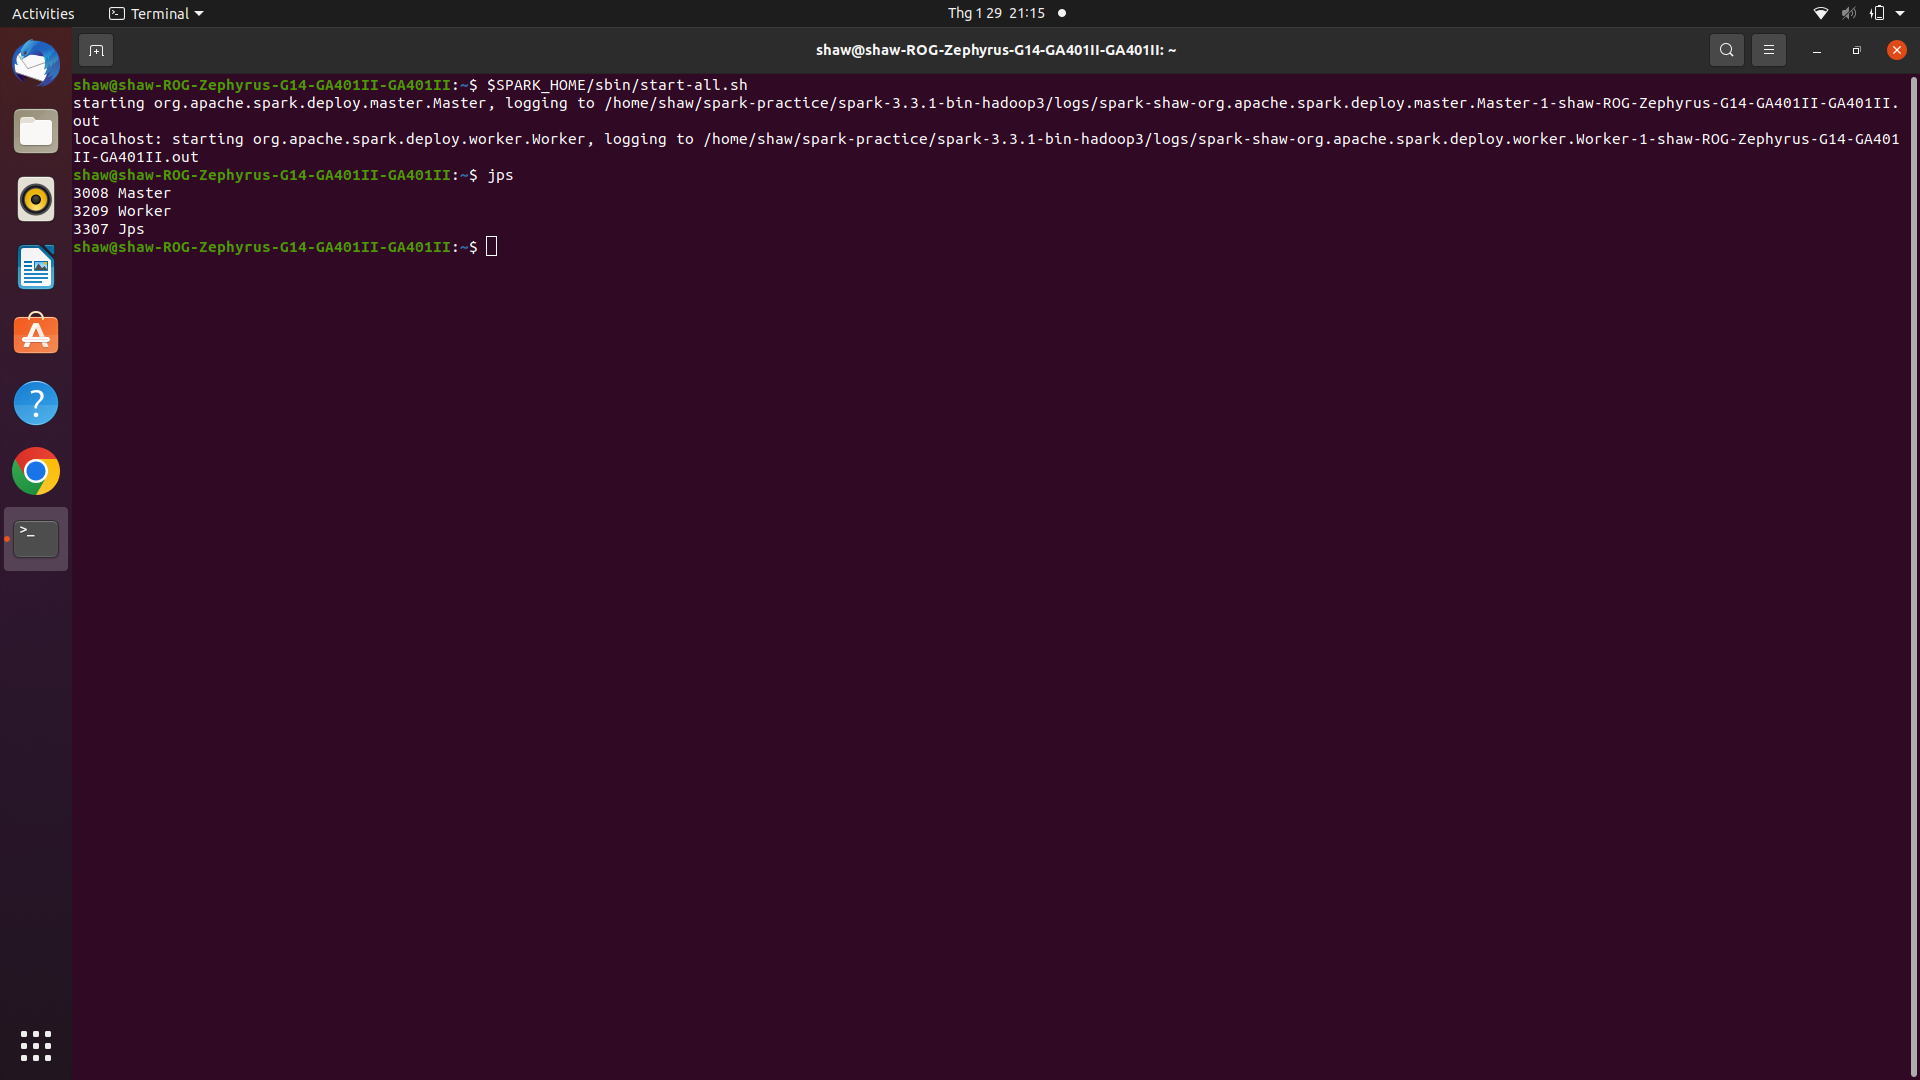 Activities
Terminal
Thg 1 29 21:15
shaw@shaw-ROG-Zephyrus-G14-GA401II-GA401II: ~
shaw@shaw-ROG-Zephyrus-G14-GA401II-GA401II:~$ $SPARK_HOME/sbin/start-all.sh
starting org.apache.spark.deploy.master.Master, logging to /home/shaw/spark-practice/spark-3.3.1-bin-hadoop3/logs/spark-shaw-org.apache.spark.deploy.master.Master-1-shaw-ROG-Zephyrus-G14-GA401II-GA401II.
out
localhost: starting org.apache.spark.deploy.worker.Worker, logging to /home/shaw/spark-practice/spark-3.3.1-bin-hadoop3/logs/spark-shaw-org.apache.spark.deploy.worker.Worker-1-shaw-ROG-Zephyrus-G14-GA401
II-GA401II.out
shaw@shaw-ROG-Zephyrus-G14-GA401II-GA401II:~$ jps
3008 Master
3209 Worker
3307 Jps
shaw@shaw-ROG-Zephyrus-G14-GA401II-GA401II:~$